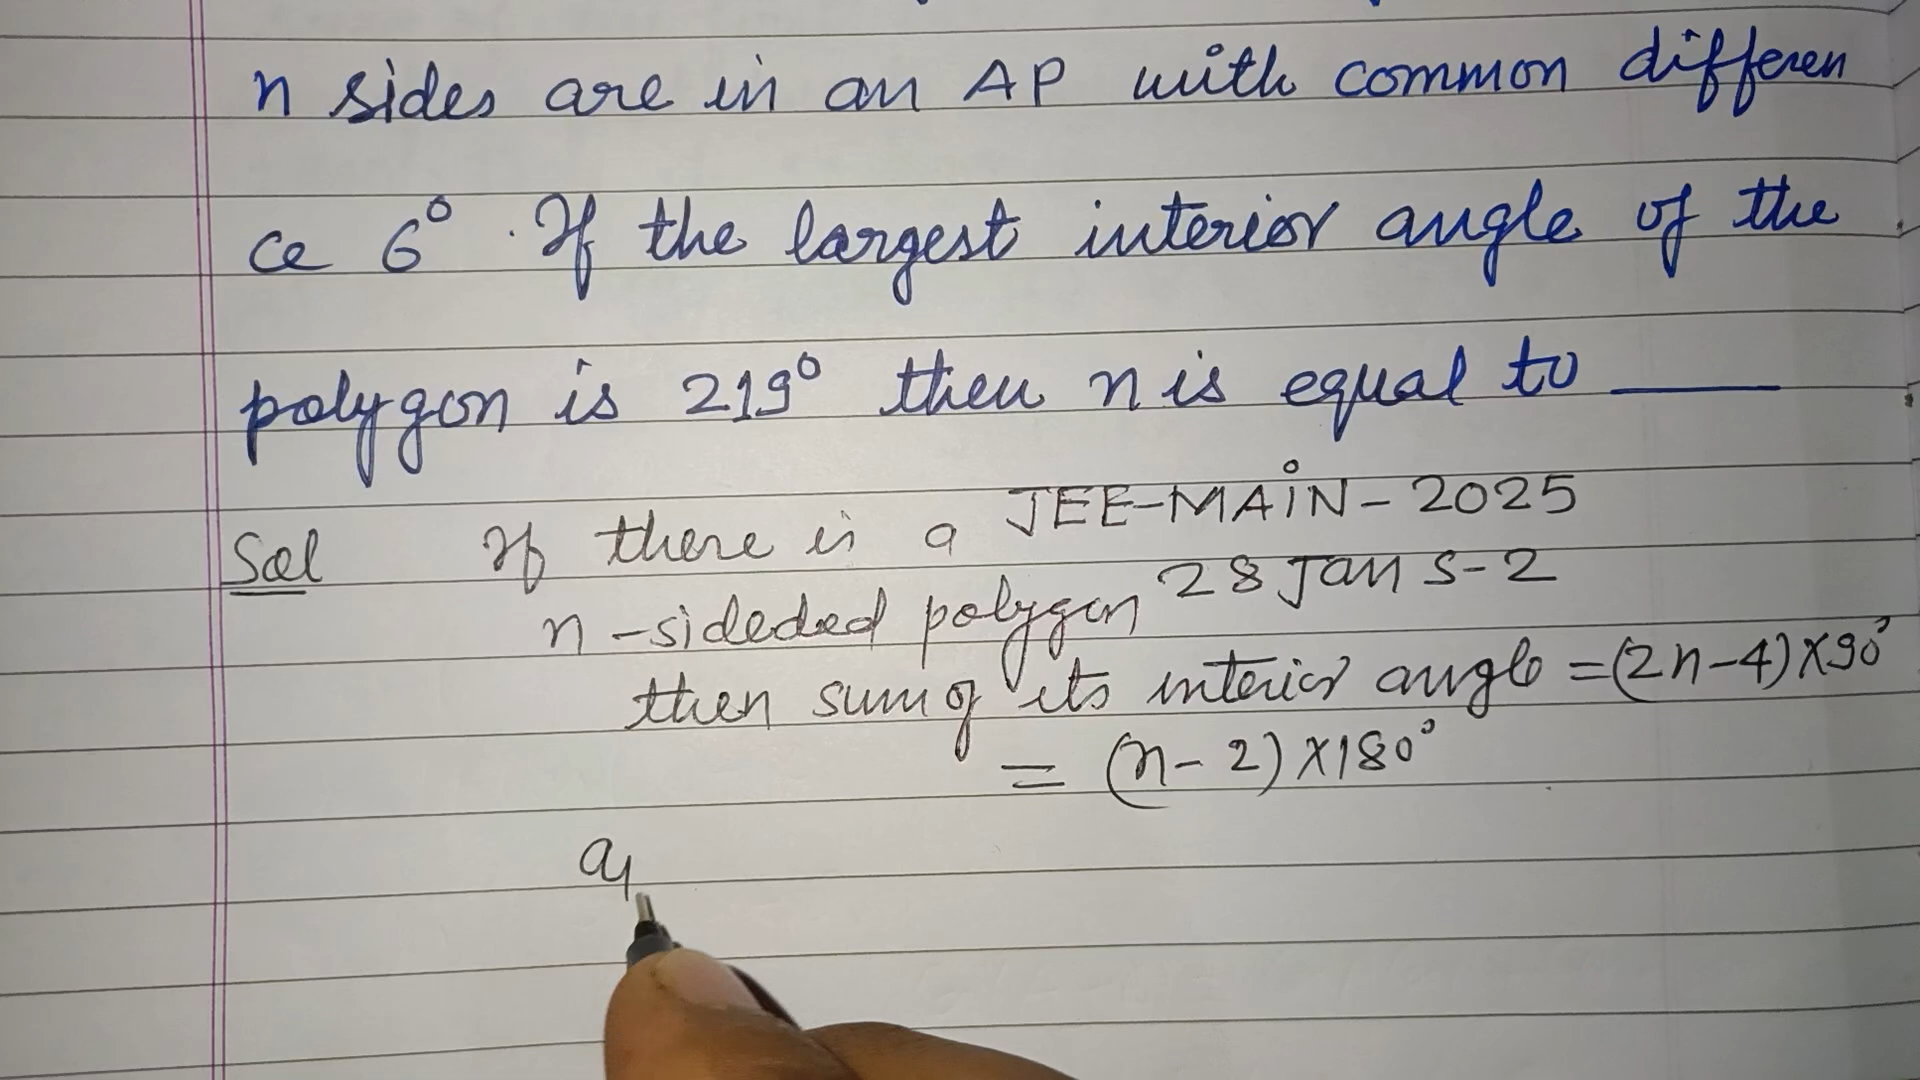 n sides are in an AP with common differen
ce 6° . If the largest interior angle of the
polygon is 219° then n is equal to ____
JEE-MAIN-2025
28 Jan S-2
Sol If there is a
n-sideded polygon
then sum of its interior angle = (2n-4)×90°
= (n-2)×180°
a₁